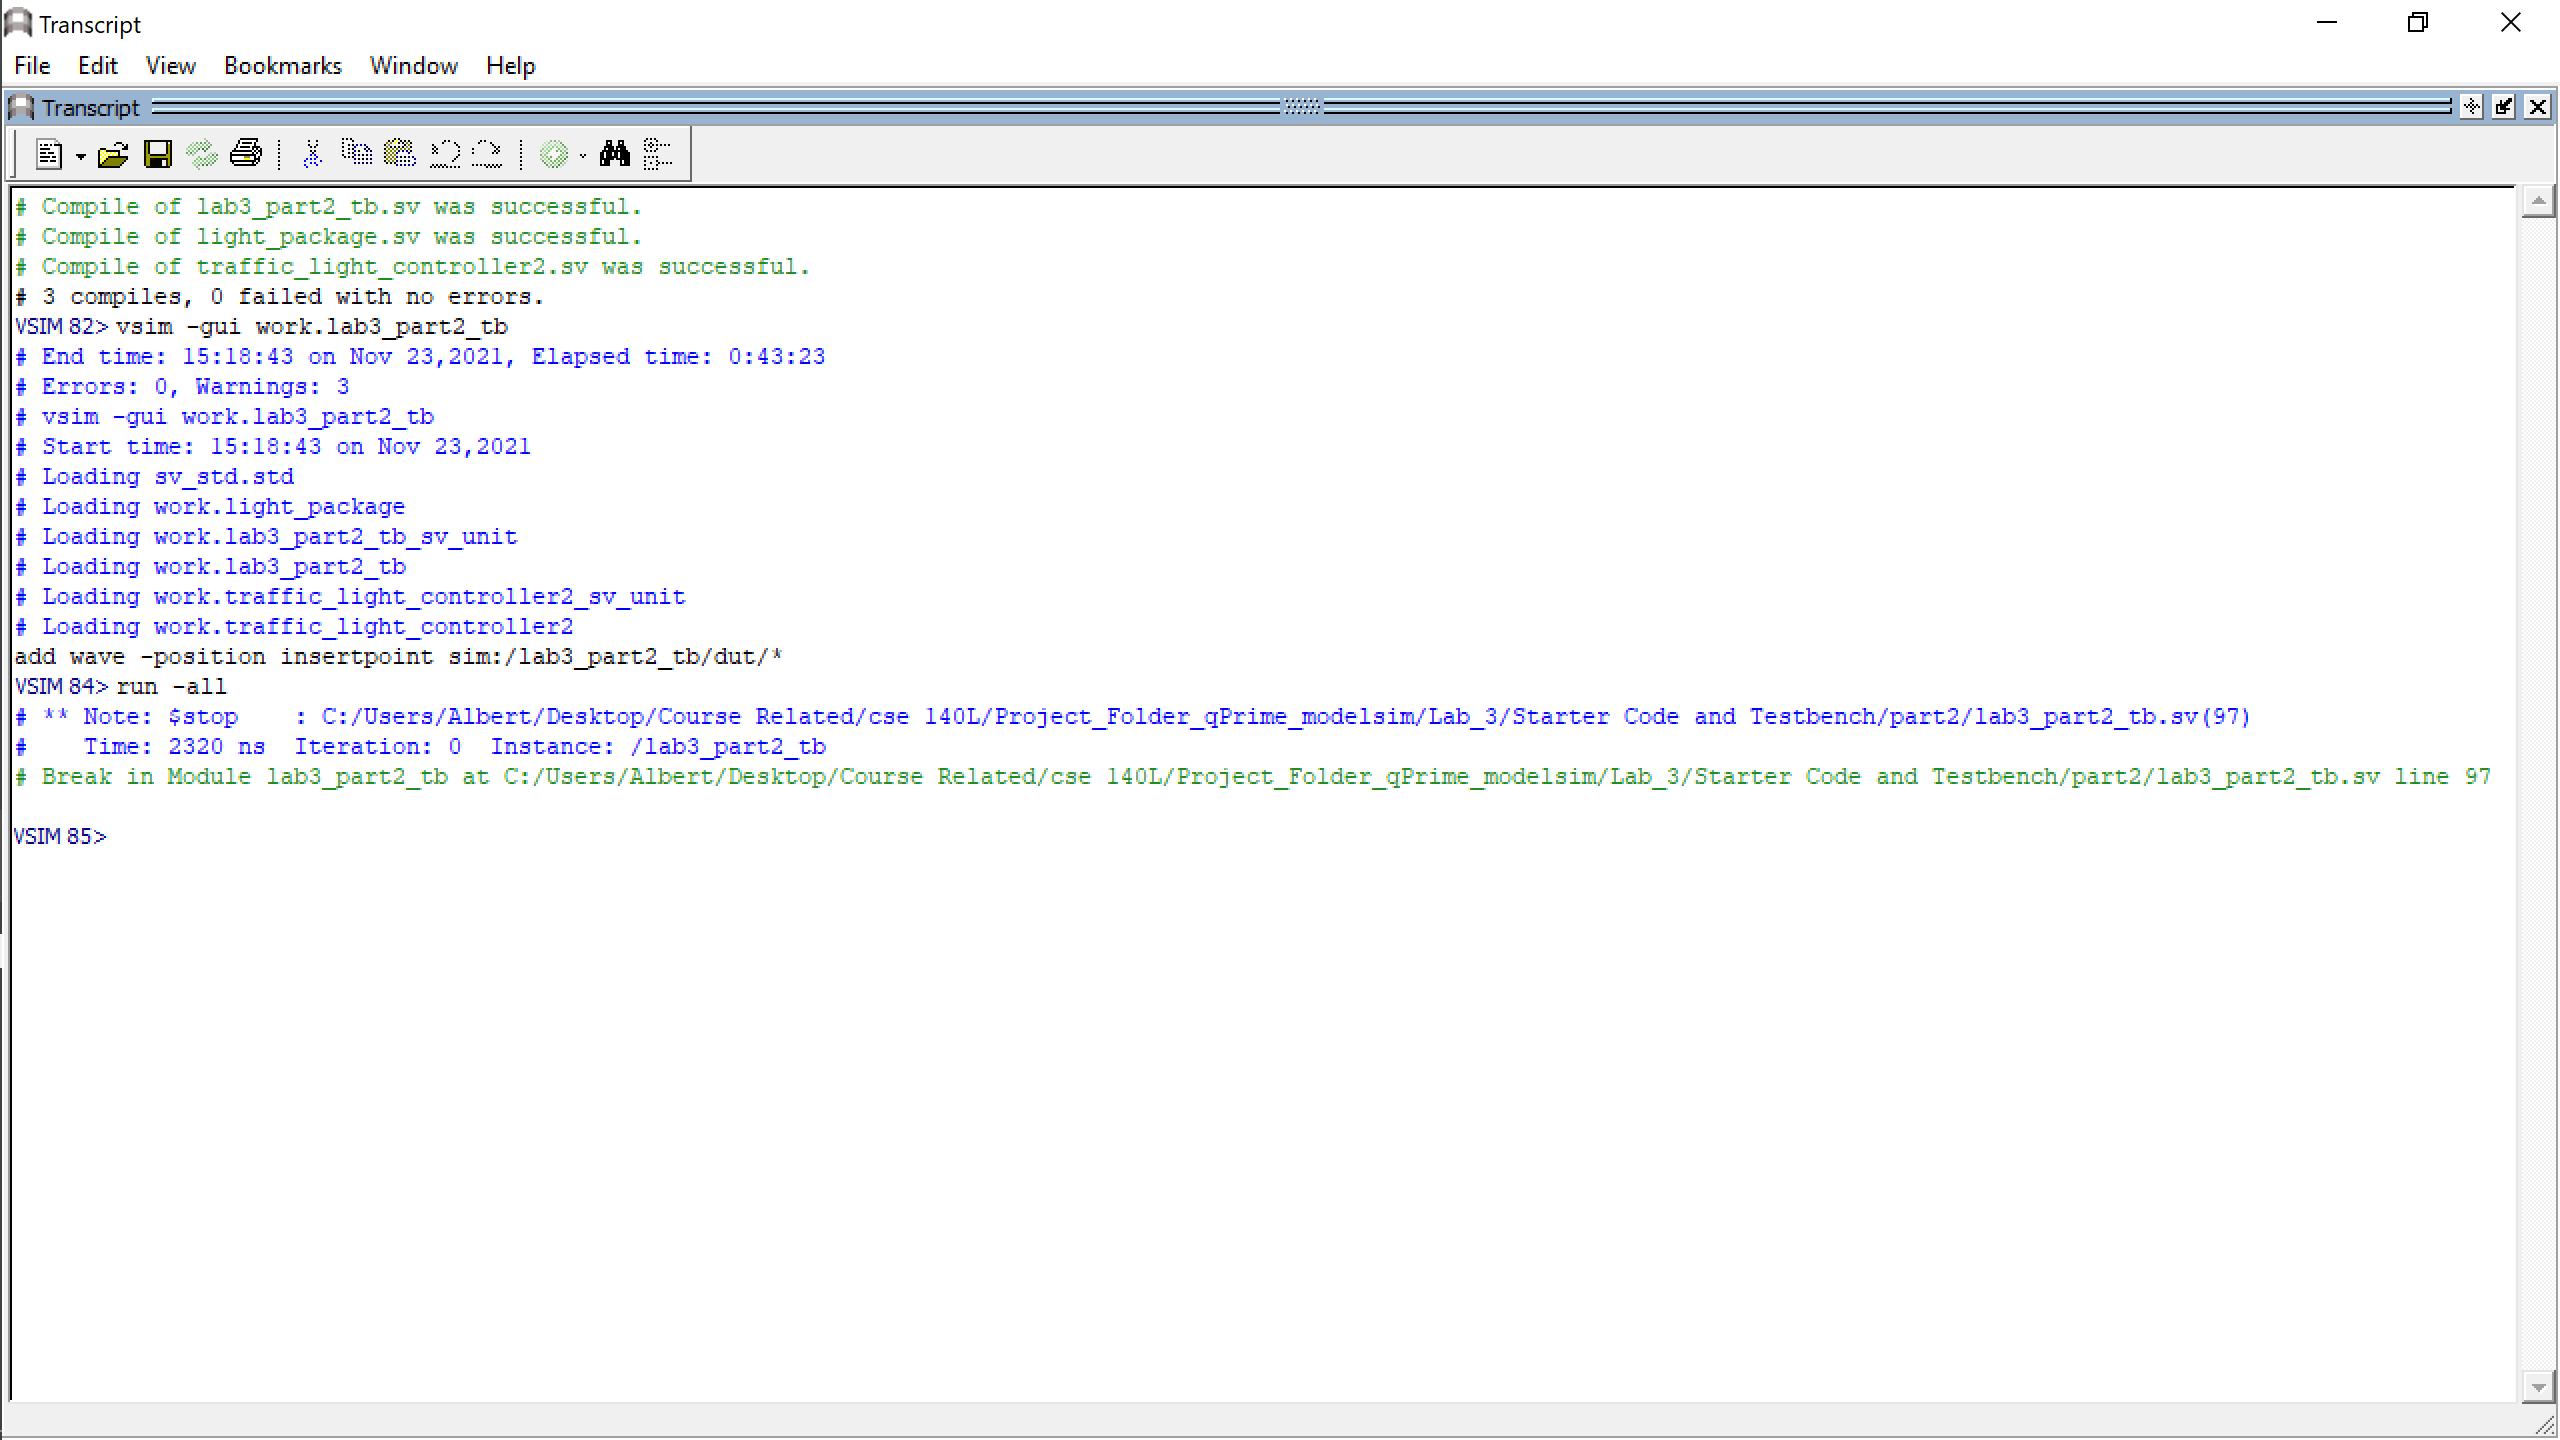 Transcript
File Edit View Bookmarks Window Help
Transcript
# Compile of lab3_part2_tb.sv was successful.
# Compile of light_package.sv was successful.
# Compile of traffic_light_controller2.sv was successful.
# 3 compiles, 0 failed with no errors.
VSIM 82> vsim -gui work.lab3_part2_tb
# End time: 15:18:43 on Nov 23,2021, Elapsed time: 0:43:23
# Errors: 0, Warnings: 3
# vsim -gui work.lab3_part2_tb
# Start time: 15:18:43 on Nov 23,2021
# Loading sv_std.std
# Loading work.light_package
# Loading work.lab3_part2_tb_sv_unit
# Loading work.lab3_part2_tb
# Loading work.traffic_light_controller2_sv_unit
# Loading work.traffic_light_controller2
add wave -position insertpoint sim:/lab3_part2_tb/dut/*
VSIM 84> run -all
# ** Note: $stop    : C:/Users/Albert/Desktop/Course Related/cse 140L/Project_Folder_qPrime_modelsim/Lab_3/Starter Code and Testbench/part2/lab3_part2_tb.sv(97)
#    Time: 2320 ns  Iteration: 0  Instance: /lab3_part2_tb
# Break in Module lab3_part2_tb at C:/Users/Albert/Desktop/Course Related/cse 140L/Project_Folder_qPrime_modelsim/Lab_3/Starter Code and Testbench/part2/lab3_part2_tb.sv line 97
VSIM 85>